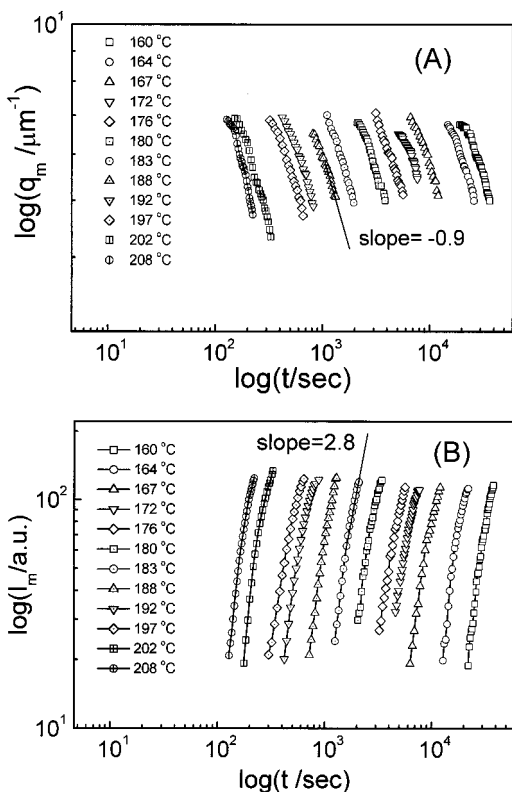 10¹
(A)
160 °C
164 °C
167 °C
172 °C
176 °C
180 °C
183 °C
188 °C
192 °C
197 °C
202 °C
208 °C
log(qₘ /μm⁻¹)
slope= -0.9
10¹ 10² 10³ 10⁴
log(t/sec)
slope=2.8
(B)
160 °C
164 °C
167 °C
172 °C
176 °C
180 °C
183 °C
188 °C
192 °C
197 °C
202 °C
208 °C
log(Iₘ/a.u.)
10²
10¹
10¹ 10² 10³ 10⁴
log(t /sec)